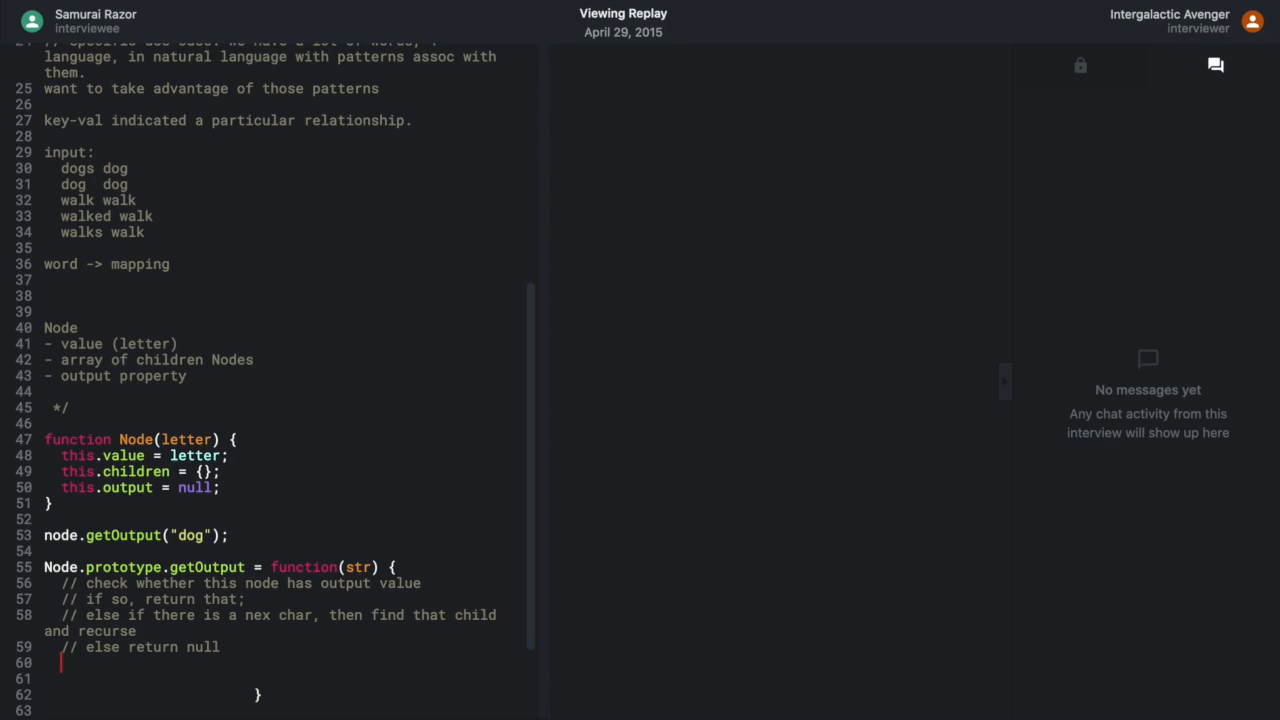 Samurai Razor
interviewee
Viewing Replay
April 29, 2015
Intergalactic Avenger
interviewer
language, in natural language with patterns assoc with
them.
25 want to take advantage of those patterns
26
27 key-val indicated a particular relationship.
28
29 input:
30 dogs dog
31 dog dog
32 walk walk
33 walked walk
34 walks walk
35
36 word -> mapping
37
38
39
40 Node
41 - value (letter)
42 - array of children Nodes
43 - output property
44
45 */
46
47 function Node(letter) {
48 this.value = letter;
49 this.children = {};
50 this.output = null;
51 }
52
53 node.getOutput("dog");
54
55 Node.prototype.getOutput = function(str) {
56 // check whether this node has output value
57 // if so, return that;
58 // else if there is a nex char, then find that child
and recurse
59 // else return null
60
61
62 }
63
No messages yet
Any chat activity from this
interview will show up here